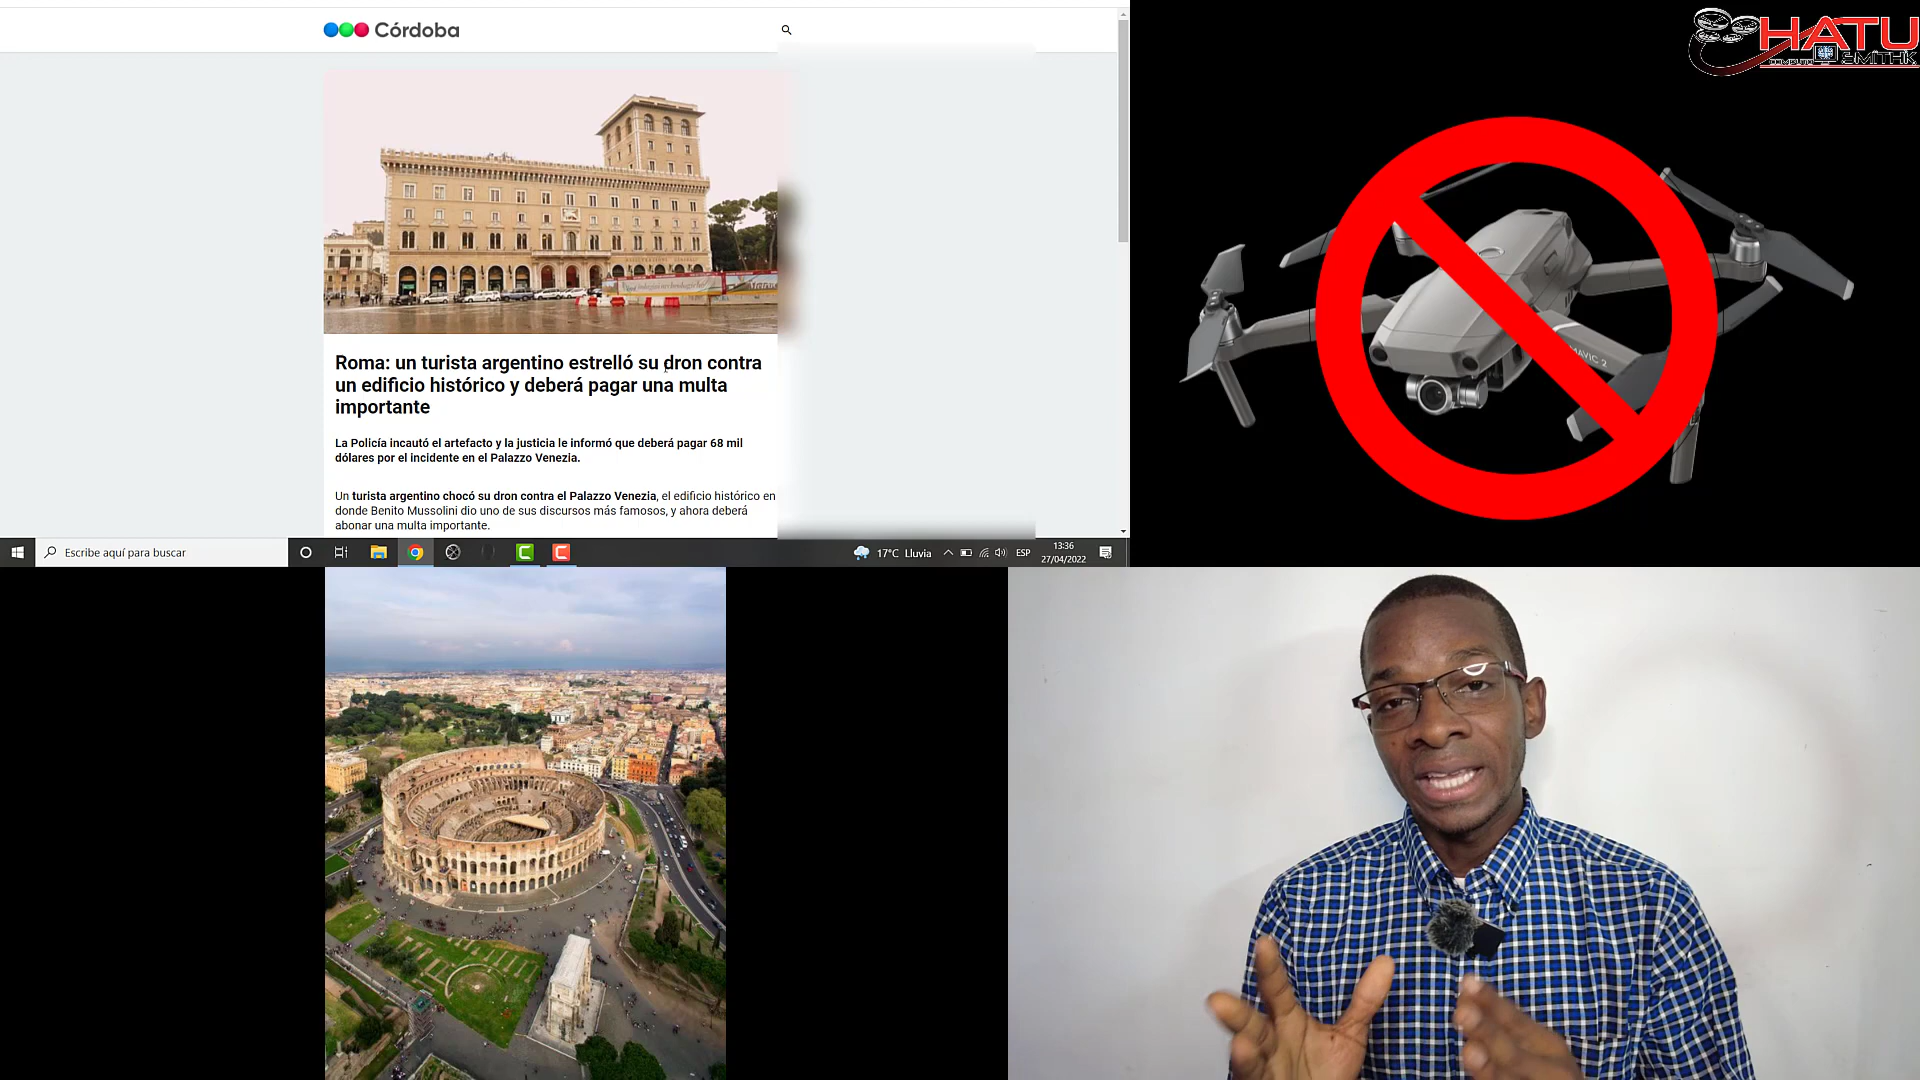 Córdoba
Roma: un turista argentino estrelló su dron contra
un edificio histórico y deberá pagar una multa
importante
La Policía incautó el artefacto y la justicia le informó que deberá pagar 68 mil
dólares por el incidente en el Palazzo Venezia.
Un turista argentino chocó su dron contra el Palazzo Venezia, el edificio histórico en
donde Benito Mussolini dio uno de sus discursos más famosos, y ahora deberá
abonar una multa importante.
Escribe aquí para buscar
17°C Lluvia
ESP
13:36
27/04/2022
HATU
COMPUTO
SMITHK
MAVIC 2